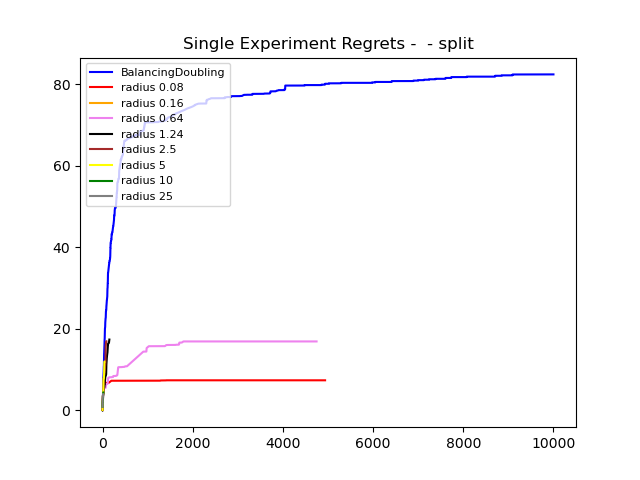 Single Experiment Regrets -  - split
BalancingDoubling
radius 0.08
radius 0.16
radius 0.64
radius 1.24
radius 2.5
radius 5
radius 10
radius 25
80
60
40
20
0
0 2000 4000 6000 8000 10000